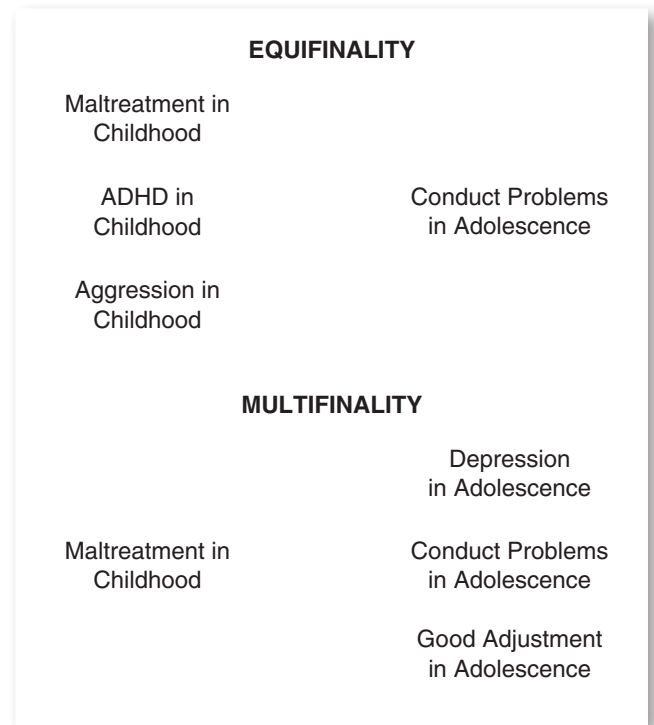 EQUIFINALITY
Maltreatment in
Childhood
ADHD in
Childhood
Conduct Problems
in Adolescence
Aggression in
Childhood
MULTIFINALITY
Depression
in Adolescence
Maltreatment in
Childhood
Conduct Problems
in Adolescence
Good Adjustment
in Adolescence